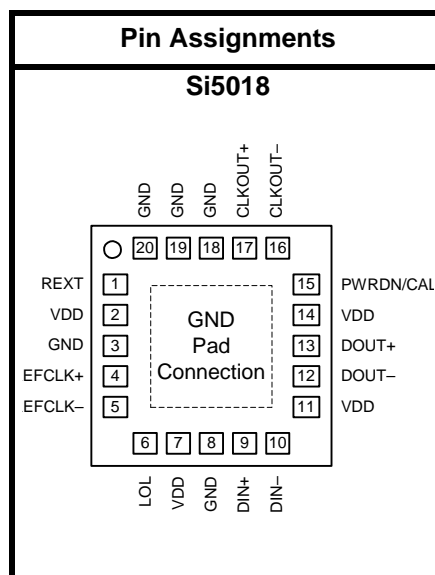 Pin Assignments
Si5018
GND
GND
GND
CLKOUT+
CLKOUT–
20
19
18
17
16
REXT
1
VDD
2
GND
3
EFCLK+
4
EFCLK–
5
GND
Pad
Connection
15
PWRDN/CAL
14
VDD
13
DOUT+
12
DOUT–
11
VDD
6
7
8
9
10
LOL
VDD
GND
DIN+
DIN–